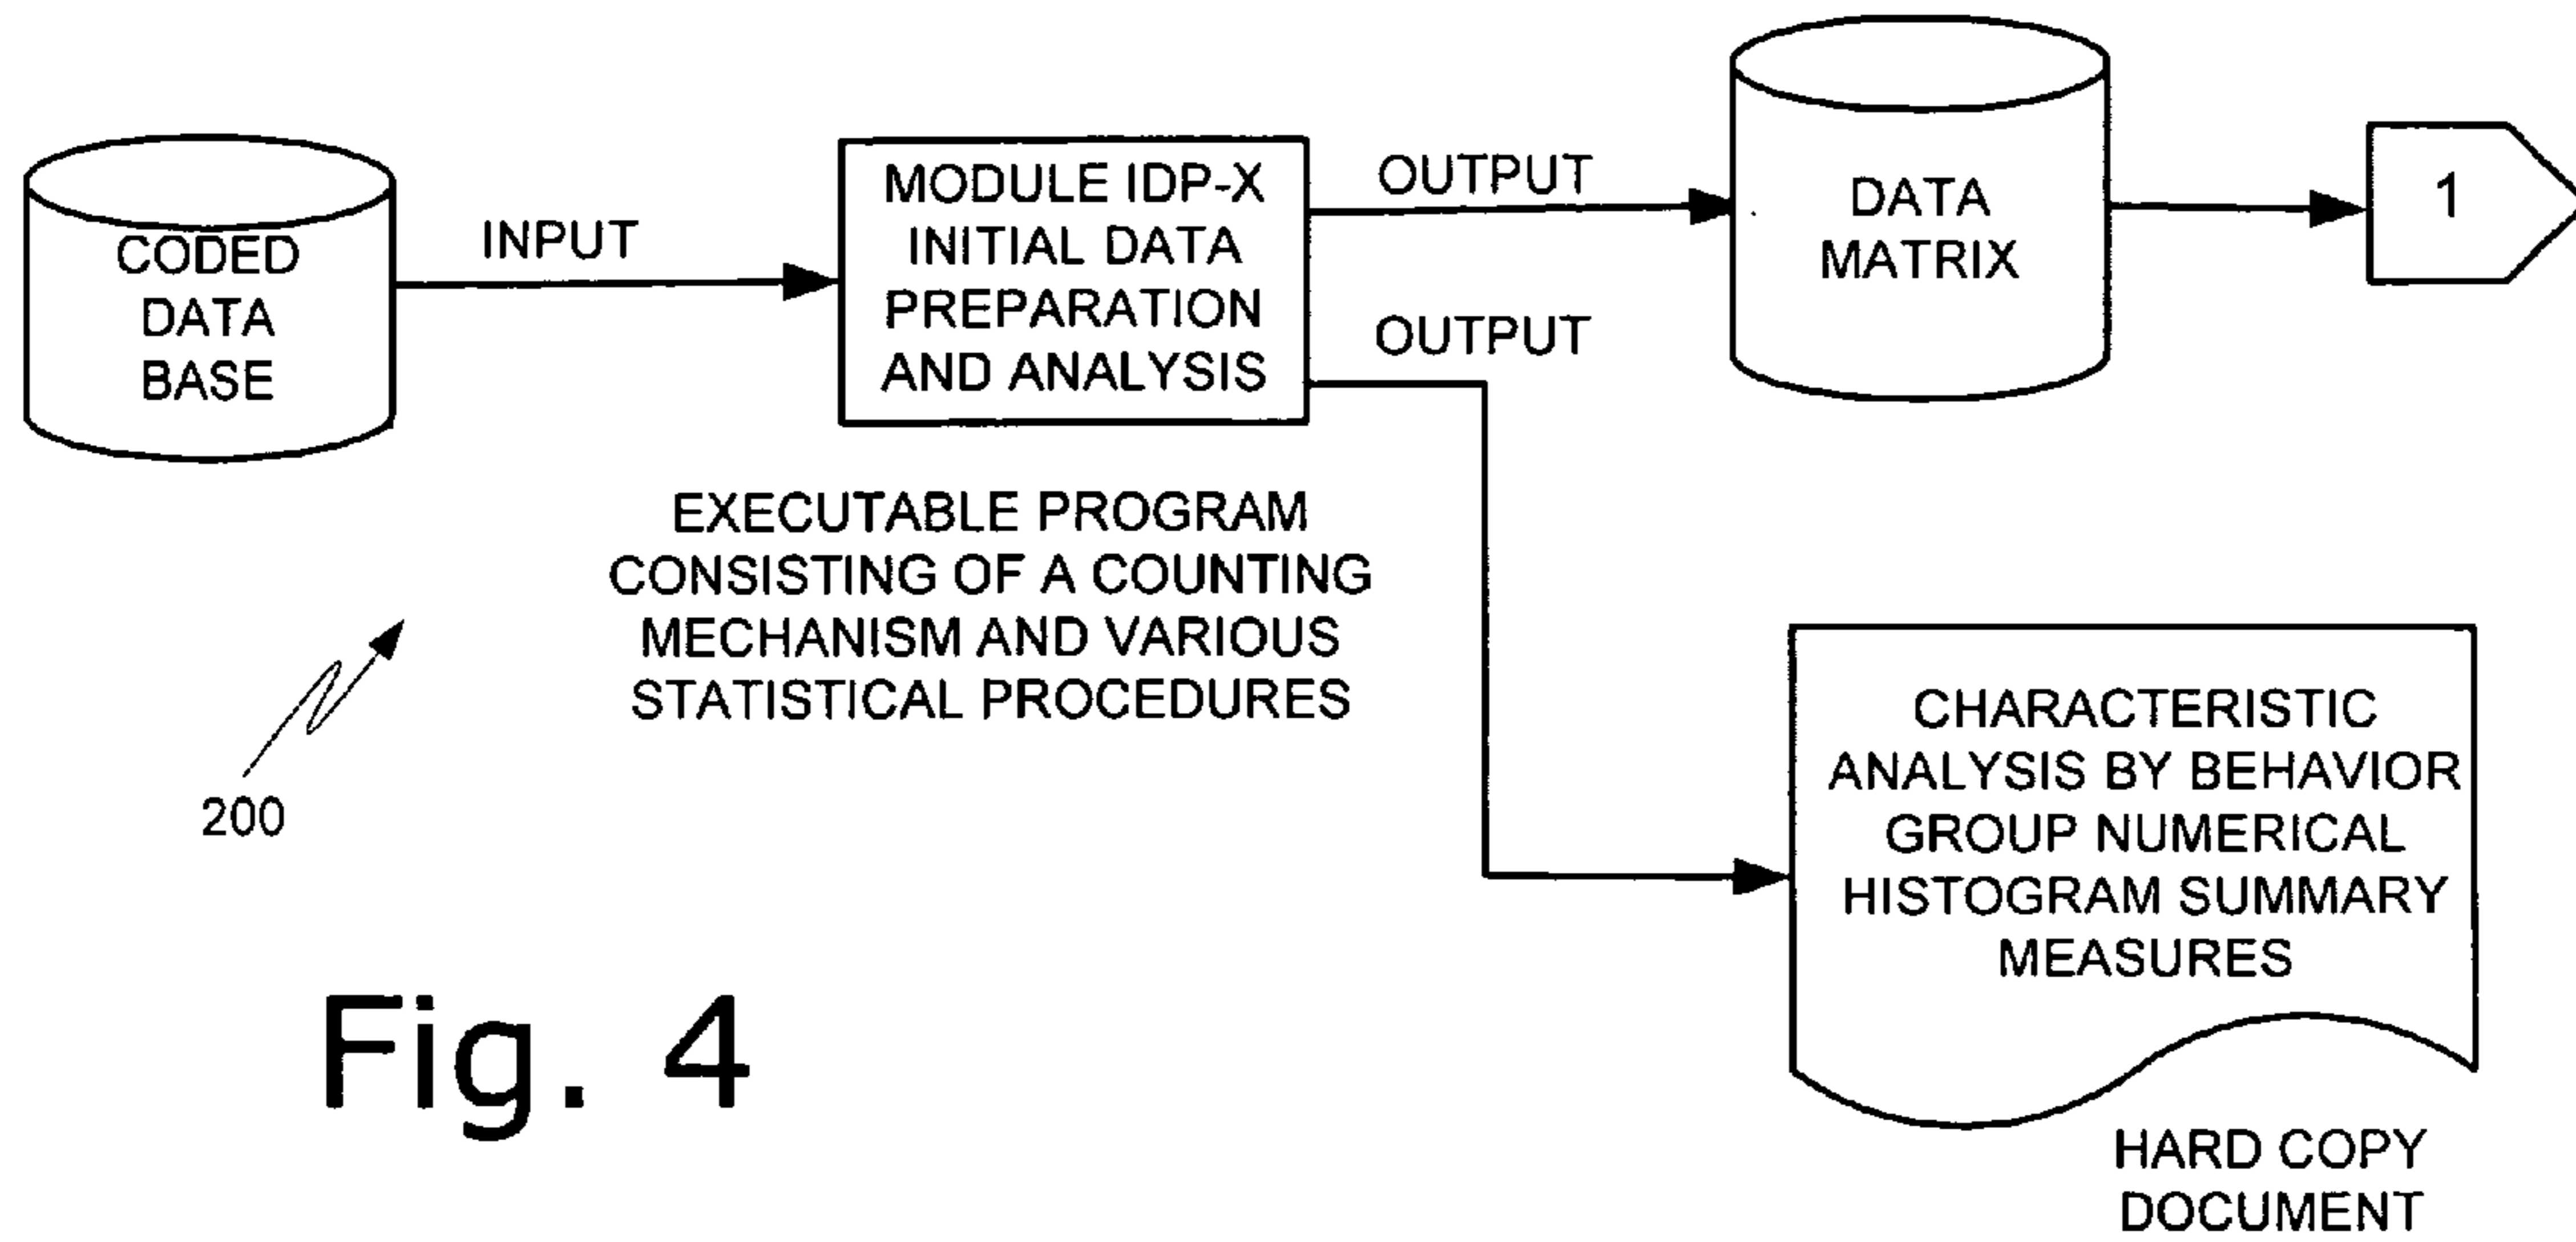 CODED
DATA
BASE
INPUT
MODULE IDP-X
INITIAL DATA
PREPARATION
AND ANALYSIS
OUTPUT
OUTPUT
DATA
MATRIX
1
EXECUTABLE PROGRAM
CONSISTING OF A COUNTING
MECHANISM AND VARIOUS
STATISTICAL PROCEDURES
200
CHARACTERISTIC
ANALYSIS BY BEHAVIOR
GROUP NUMERICAL
HISTOGRAM SUMMARY
MEASURES
HARD COPY
DOCUMENT
Fig. 4